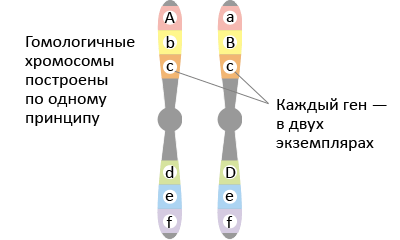 Гомологичные
хромосомы
построены
по одному
принципу
A a
b B
c c
Каждый ген —
в двух
экземплярах
d D
e e
f f